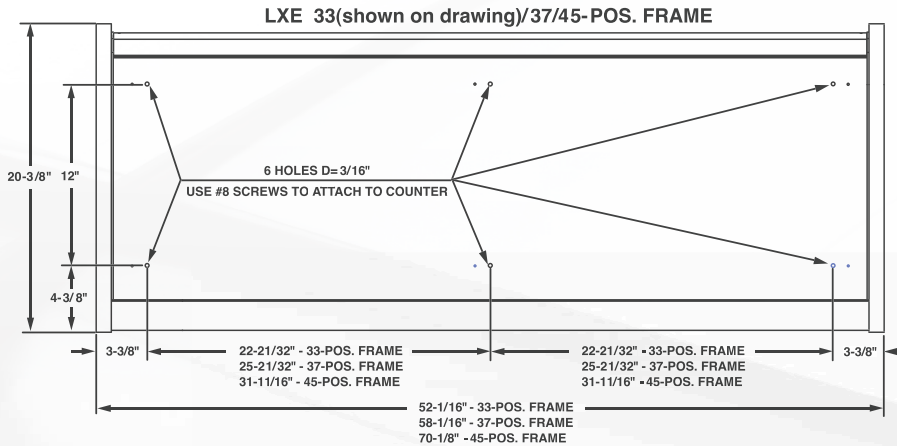 LXE 33(shown on drawing)/37/45-POS. FRAME
20-3/8"
12"
6 HOLES D= 3/16"
USE #8 SCREWS TO ATTACH TO COUNTER
4-3/8"
3-3/8"
22-21/32" - 33-POS. FRAME
25-21/32" - 37-POS. FRAME
31-11/16" - 45-POS. FRAME
22-21/32" - 33-POS. FRAME
25-21/32" - 37-POS. FRAME
31-11/16" - 45-POS. FRAME
3-3/8"
52-1/16" - 33-POS. FRAME
58-1/16" - 37-POS. FRAME
70-1/8" - 45-POS. FRAME